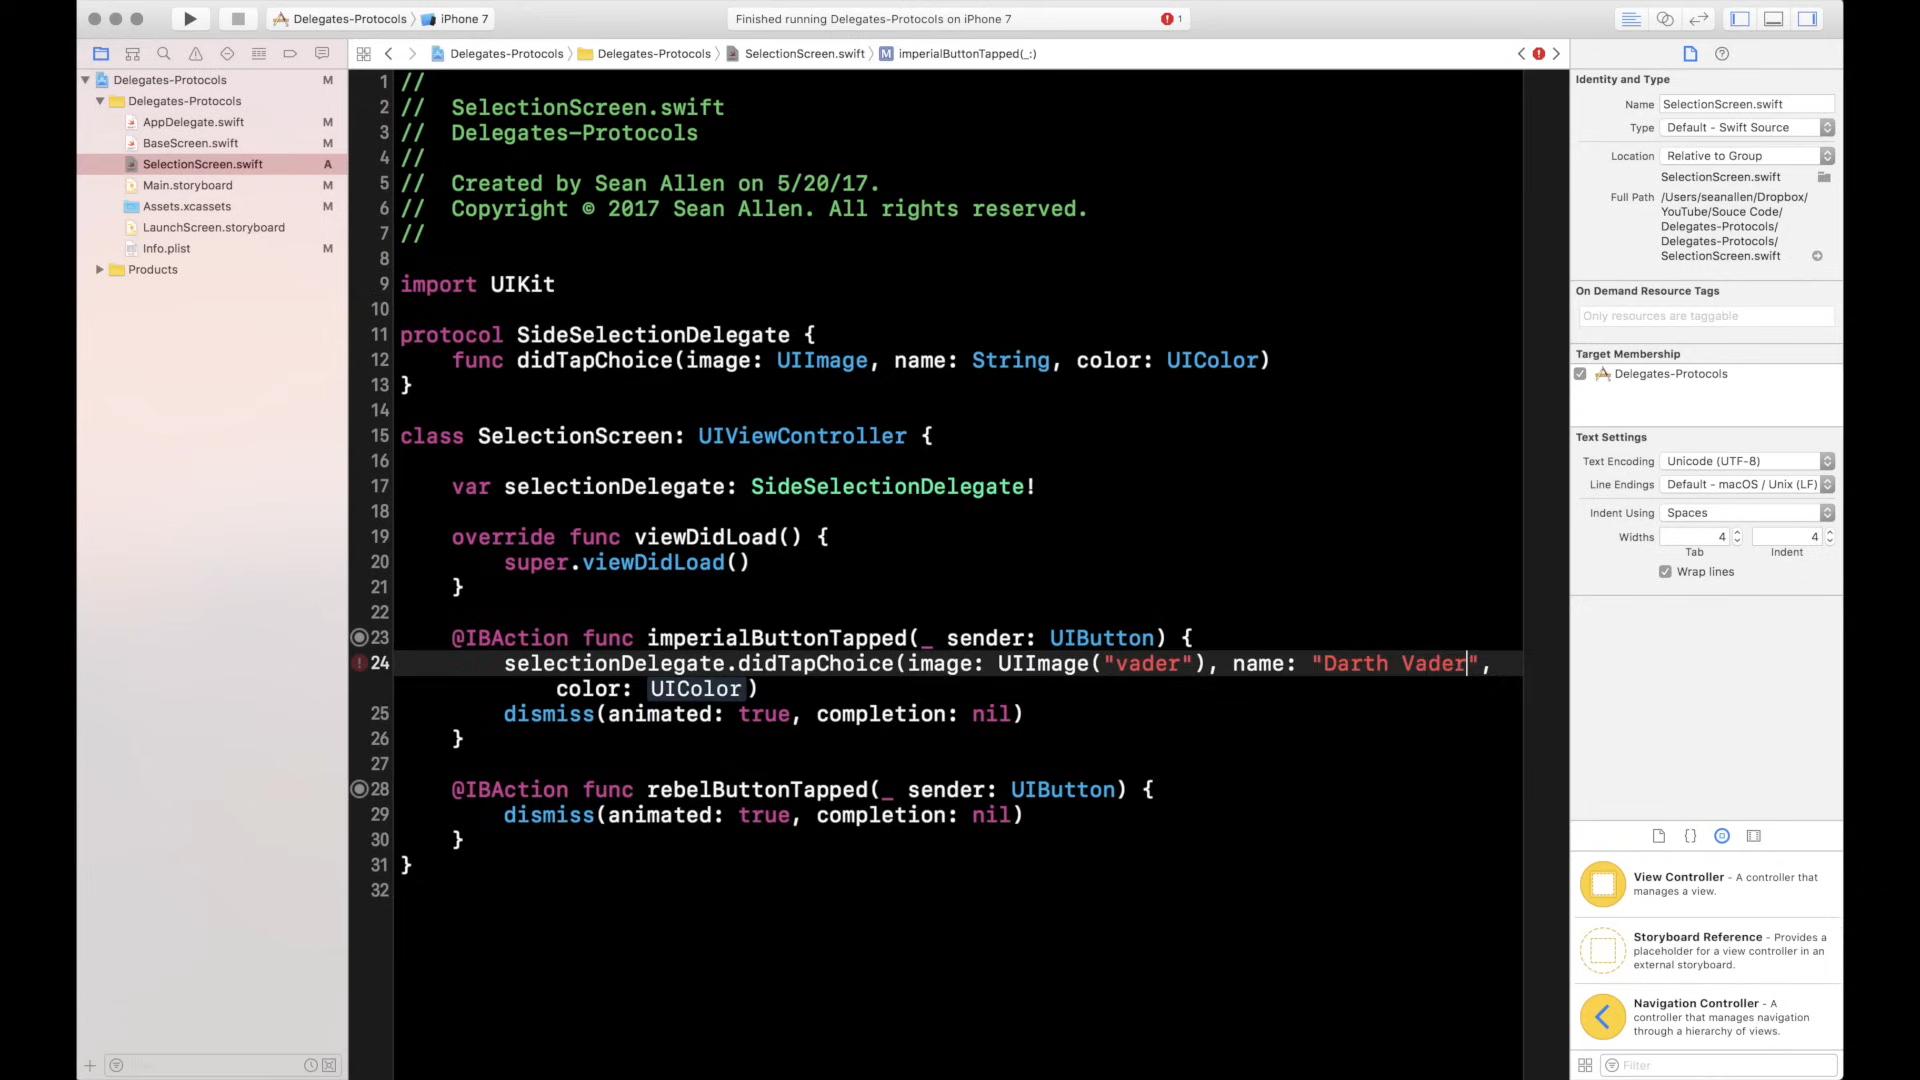 Delegates-Protocols
iPhone 7
Finished running Delegates-Protocols on iPhone 7
1
Delegates-Protocols
Delegates-Protocols
SelectionScreen.swift
M imperialButtonTapped(_:)
Delegates-Protocols M
Delegates-Protocols
AppDelegate.swift M
BaseScreen.swift M
SelectionScreen.swift A
Main.storyboard M
Assets.xcassets M
LaunchScreen.storyboard
Info.plist M
Products
1 //
2 //  SelectionScreen.swift
3 //  Delegates-Protocols
4 //
5 //  Created by Sean Allen on 5/20/17.
6 //  Copyright © 2017 Sean Allen. All rights reserved.
7 //
8
9 import UIKit
10
11 protocol SideSelectionDelegate {
12     func didTapChoice(image: UIImage, name: String, color: UIColor)
13 }
14
15 class SelectionScreen: UIViewController {
16
17     var selectionDelegate: SideSelectionDelegate!
18
19     override func viewDidLoad() {
20         super.viewDidLoad()
21     }
22
23     @IBAction func imperialButtonTapped(_ sender: UIButton) {
24         selectionDelegate.didTapChoice(image: UIImage("vader"), name: "Darth Vader",
color: UIColor)
25         dismiss(animated: true, completion: nil)
26     }
27
28     @IBAction func rebelButtonTapped(_ sender: UIButton) {
29         dismiss(animated: true, completion: nil)
30     }
31 }
32
Identity and Type
Name SelectionScreen.swift
Type Default - Swift Source
Location Relative to Group
SelectionScreen.swift
Full Path /Users/seanallen/Dropbox/
YouTube/Souce Code/
Delegates-Protocols/
Delegates-Protocols/
SelectionScreen.swift
On Demand Resource Tags
Only resources are taggable
Target Membership
Delegates-Protocols
Text Settings
Text Encoding Unicode (UTF-8)
Line Endings Default - macOS / Unix (LF)
Indent Using Spaces
Widths 4 4
Tab Indent
Wrap lines
View Controller - A controller that
manages a view.
Storyboard Reference - Provides a
placeholder for a view controller in an
external storyboard.
Navigation Controller - A
controller that manages navigation
through a hierarchy of views.
Filter